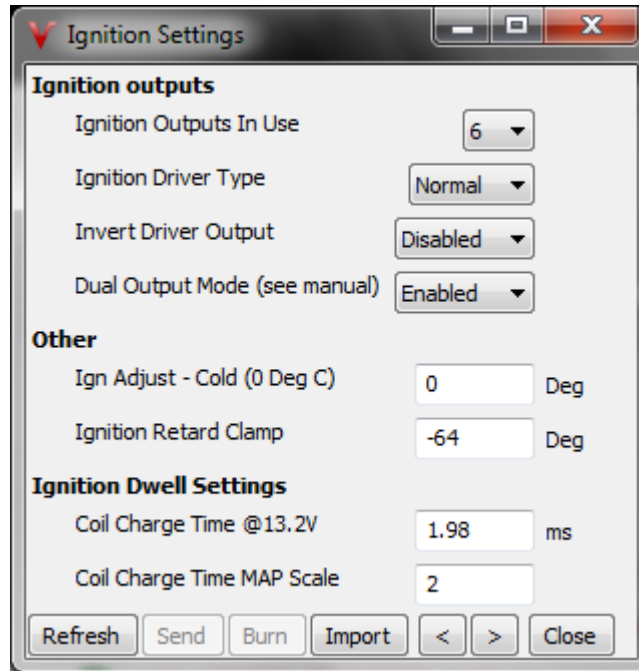 Ignition Settings
Ignition outputs
Ignition Outputs In Use 6
Ignition Driver Type Normal
Invert Driver Output Disabled
Dual Output Mode (see manual) Enabled
Other
Ign Adjust - Cold (0 Deg C) 0 Deg
Ignition Retard Clamp -64 Deg
Ignition Dwell Settings
Coil Charge Time @13.2V 1.98 ms
Coil Charge Time MAP Scale 2
Refresh Send Burn Import < > Close